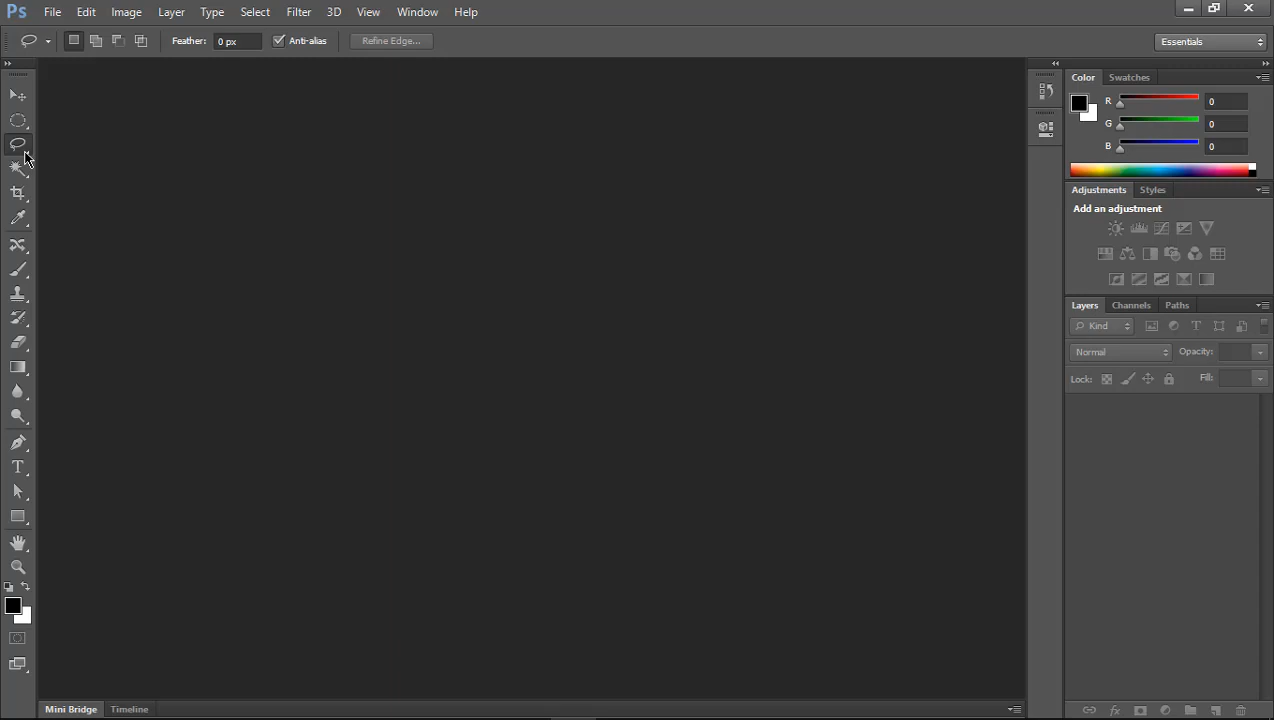 Ps File Edit Image Layer Type Select Filter 3D View Window Help
Feather: 0 px Anti-alias Refine Edge... Essentials
Color Swatches
R 0
G 0
B 0
Adjustments Styles
Add an adjustment
Layers Channels Paths
Kind
Normal Opacity:
Lock: Fill:
Mini Bridge Timeline